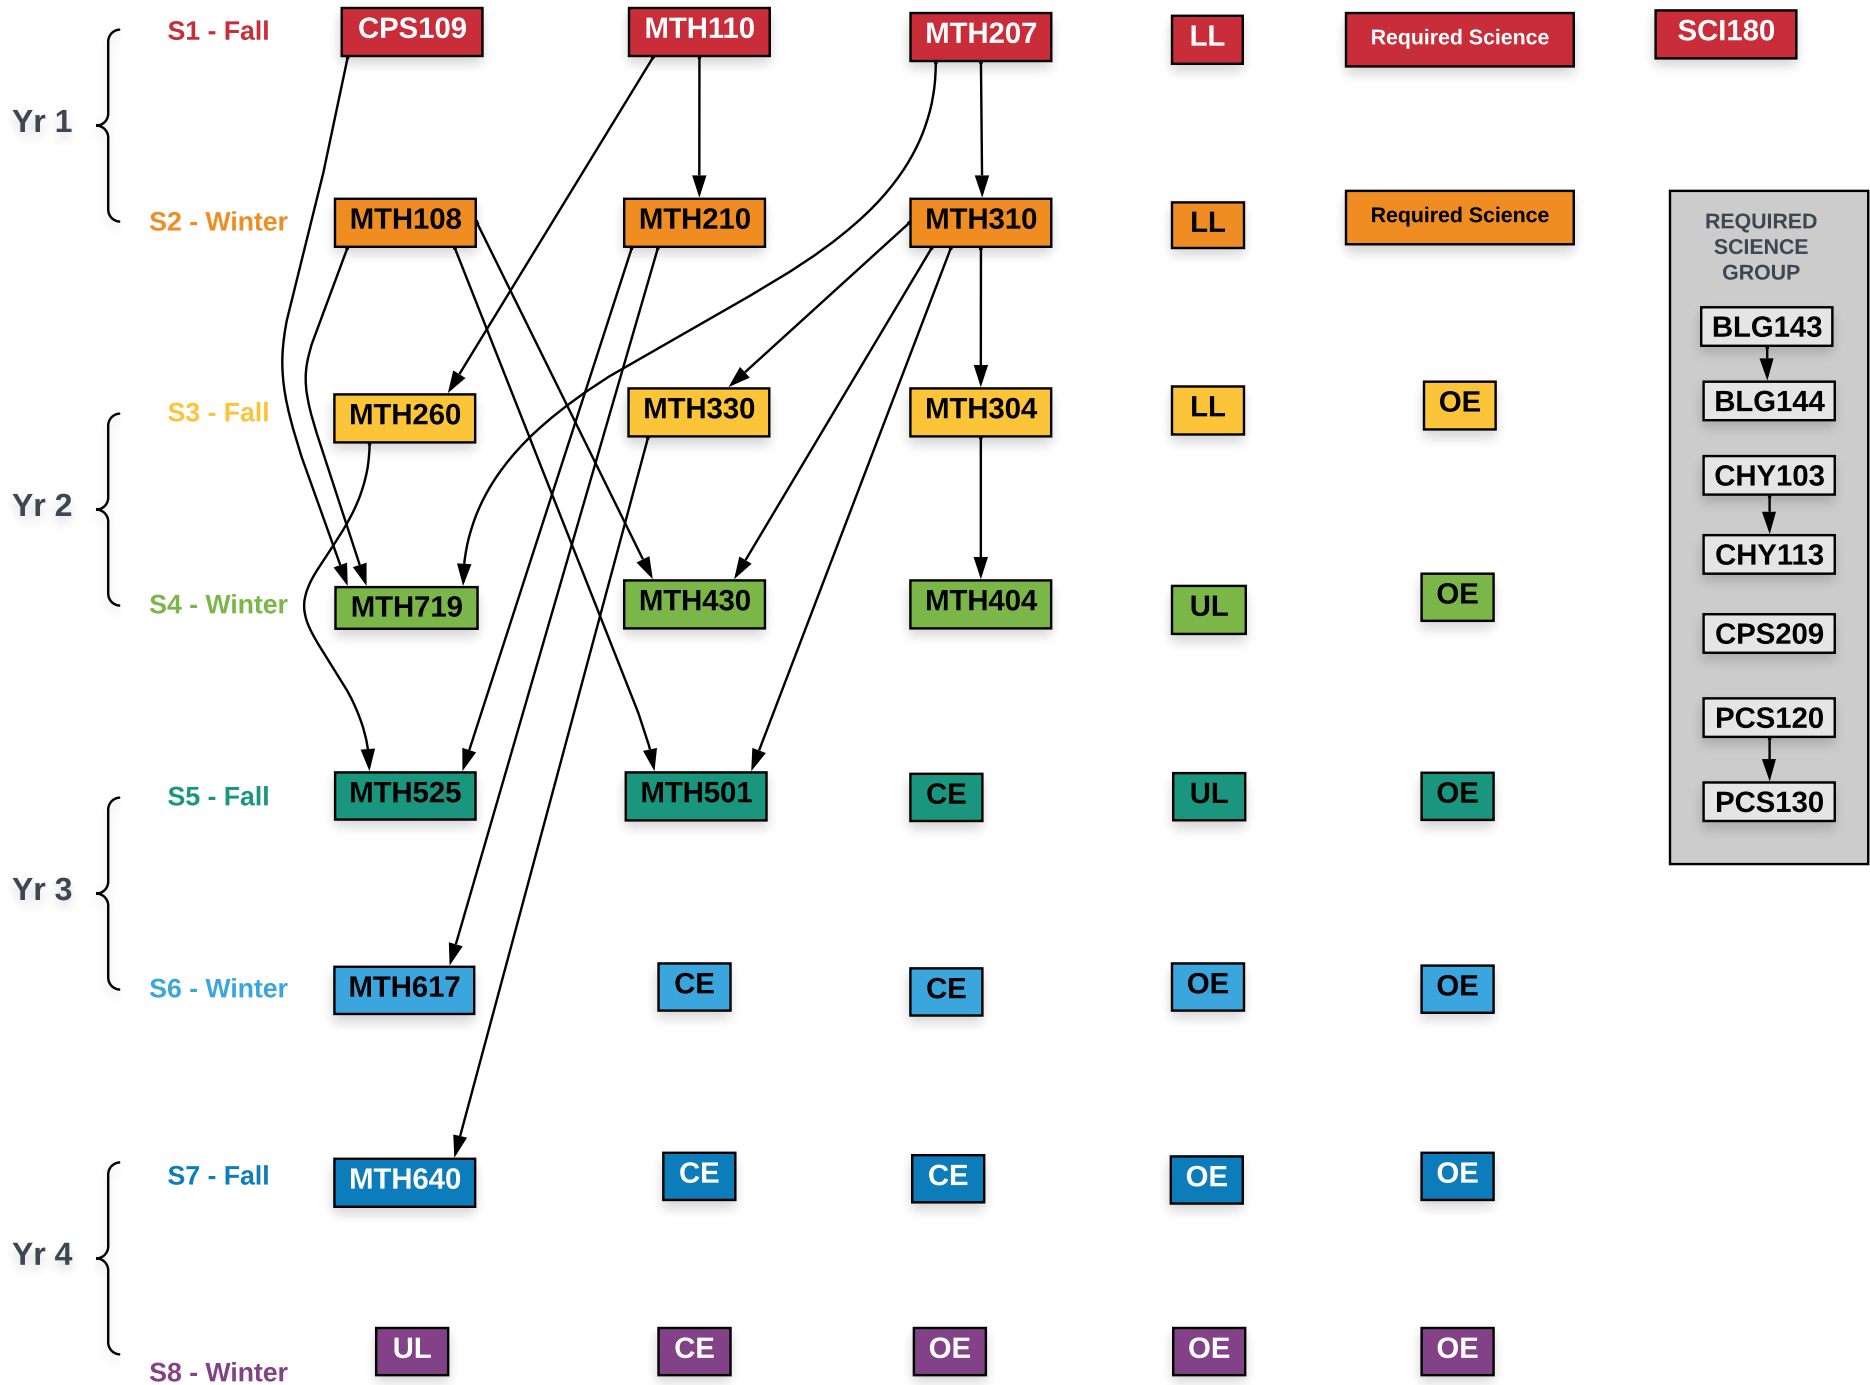 S1 - Fall
CPS109
MTH110
MTH207
LL
Required Science
SCI180
Yr 1
S2 - Winter
MTH108
MTH210
MTH310
LL
Required Science
REQUIRED
SCIENCE
GROUP
BLG143
BLG144
CHY103
CHY113
CPS209
PCS120
PCS130
S3 - Fall
MTH260
MTH330
MTH304
LL
OE
Yr 2
S4 - Winter
MTH719
MTH430
MTH404
UL
OE
S5 - Fall
MTH525
MTH501
CE
UL
OE
Yr 3
S6 - Winter
MTH617
CE
CE
OE
OE
S7 - Fall
MTH640
CE
CE
OE
OE
Yr 4
S8 - Winter
UL
CE
OE
OE
OE